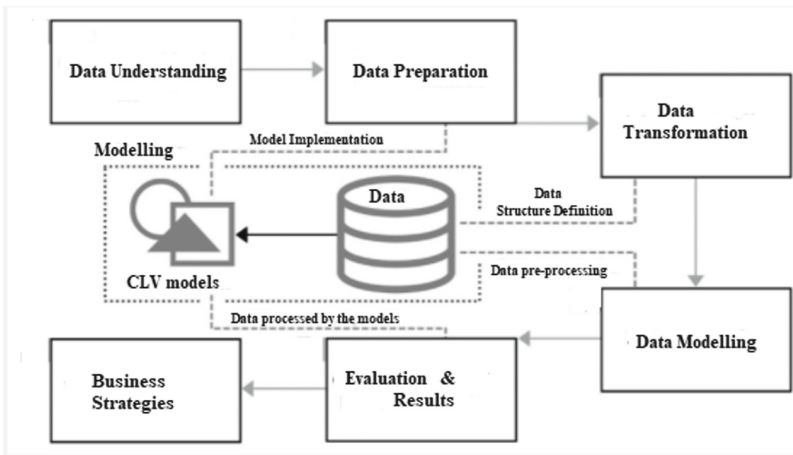 Data Understanding
Data Preparation
Data
Transformation
Model Implementation
Modelling
Data
Data
Structure Definition
CLV models
Data pre-processing
Data processed by the models
Data Modelling
Evaluation & Results
Business
Strategies